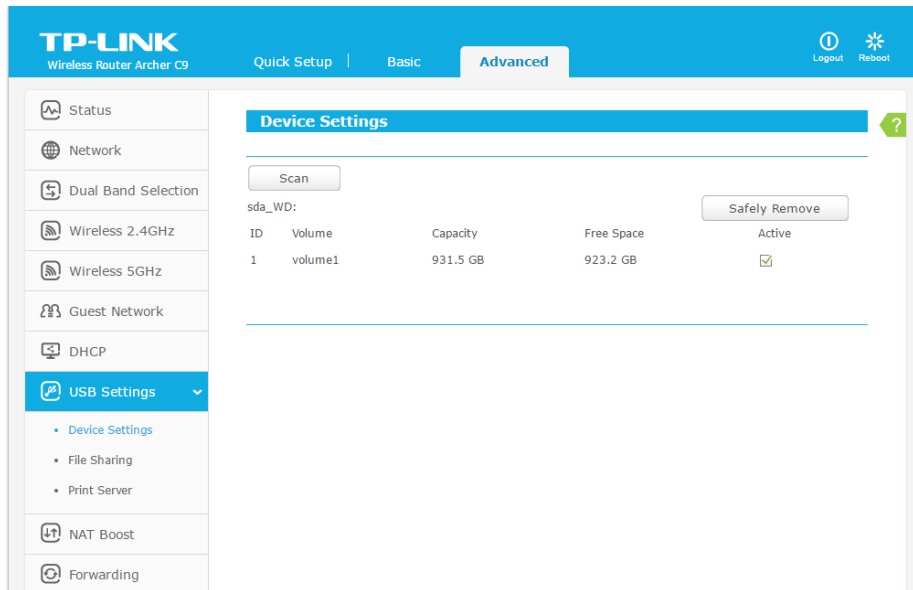 TP-LINK
Wireless Router Archer C9
Quick Setup
Basic
Advanced
Logout
Reboot
Status
Network
Dual Band Selection
Wireless 2.4GHz
Wireless 5GHz
Guest Network
DHCP
USB Settings
Device Settings
File Sharing
Print Server
NAT Boost
Forwarding
Device Settings
?
Scan
sda_WD:
Safely Remove
ID Volume Capacity Free Space Active
1 volume1 931.5 GB 923.2 GB